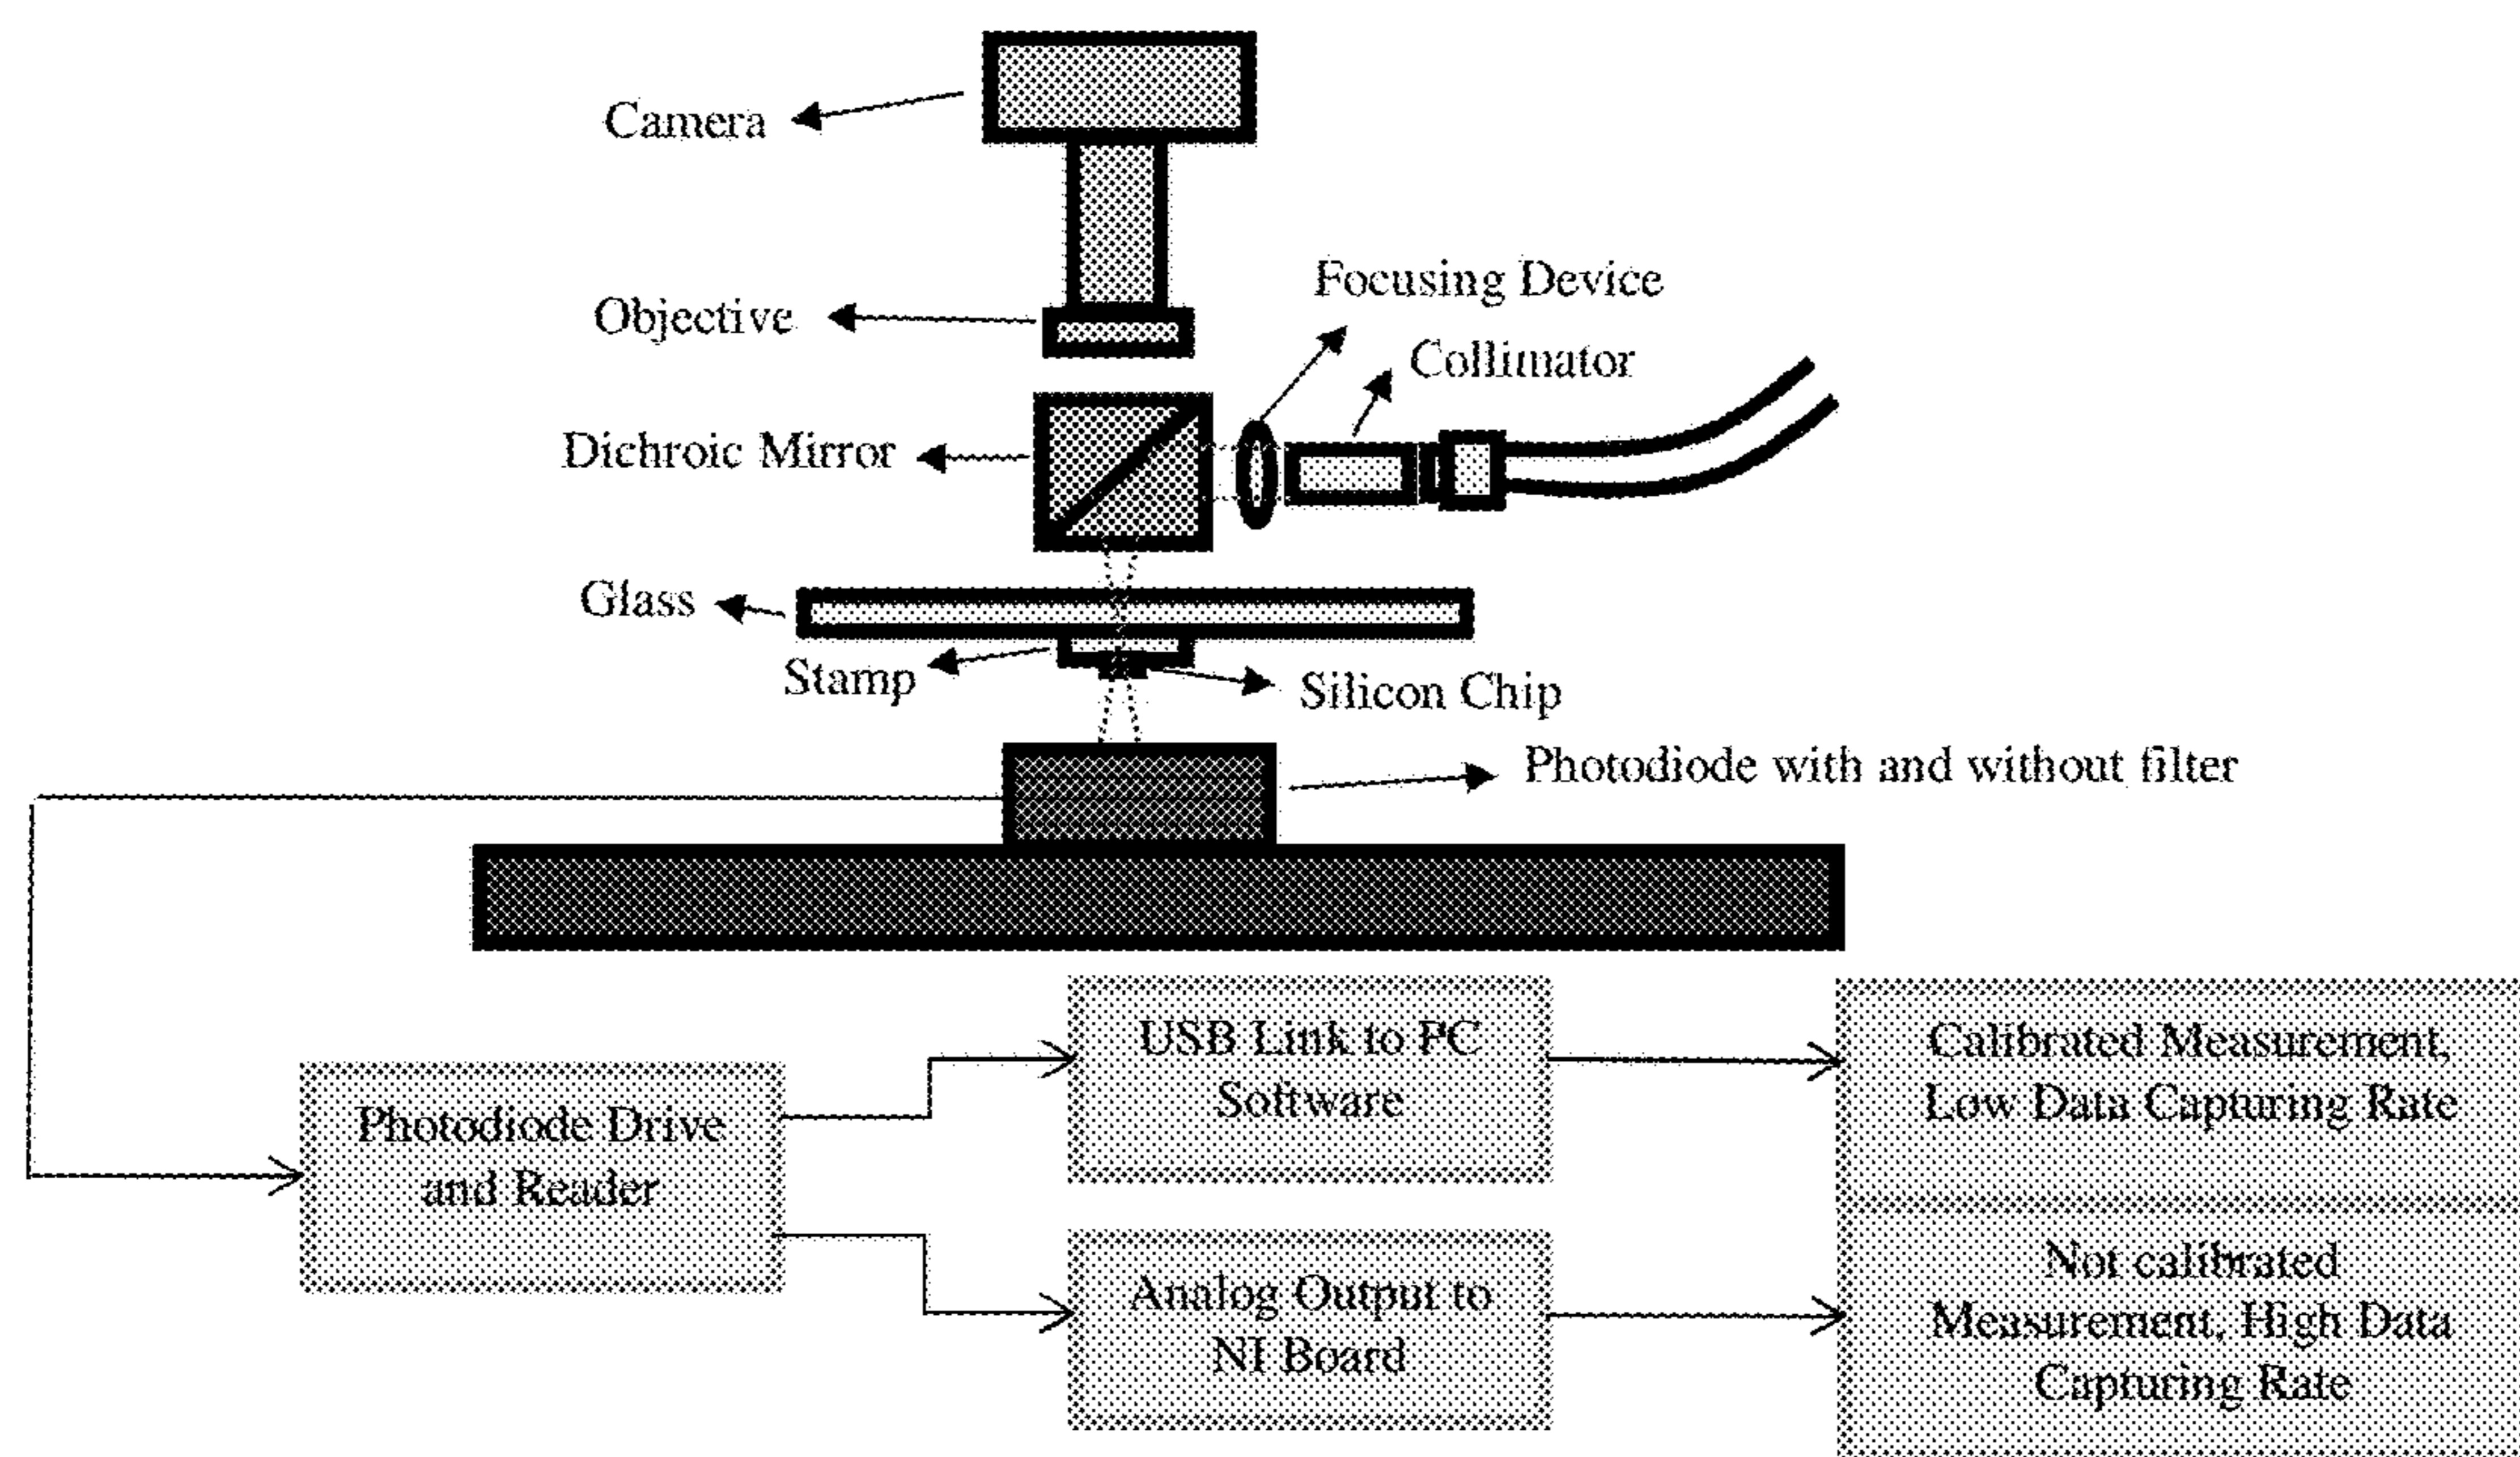 Camera
Focusing Device
Objective
Collimator
Dichroic Mirror
Glass
Stamp
Silicon Chip
Photodiode with and without filter
USB Link to PC
Software
Calibrated Measurement,
Low Data Capturing Rate
Photodiode Drive
and Reader
Analog Output to
NI Board
Not calibrated
Measurement, High Data
Capturing Rate